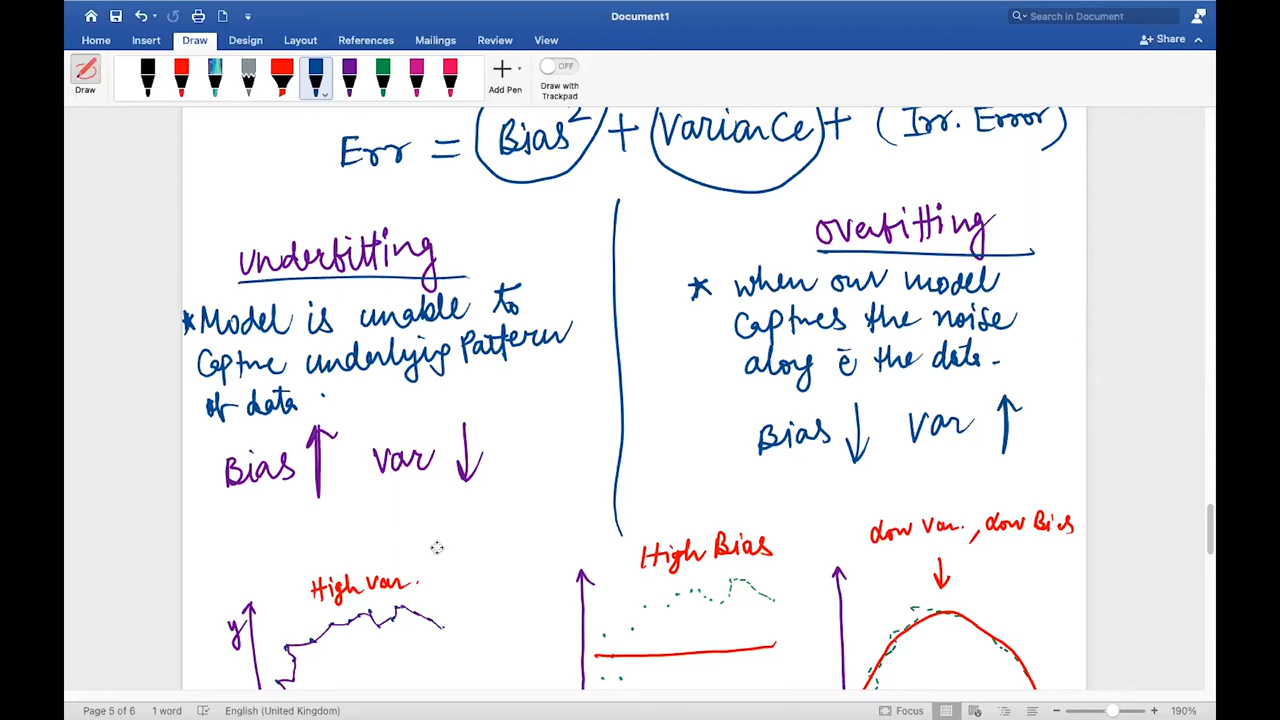 Document1
Search in Document
Home Insert Draw Design Layout References Mailings Review View
Share
Draw
Add Pen
OFF
Draw with
Trackpad
Err = (Bias² + (Variance) + (Irr. Error)
underfitting
*Model is unable to
Capture underlying Pattern
of data.
Bias ↑ Var ↓
overfitting
* when our model
Captures the noise
along c̄ the data-
Bias ↓ Var ↑
High Var.
y
High Bias
Low Var., Low Bias
↓
Page 5 of 6 1 word English (United Kingdom) Focus 190%